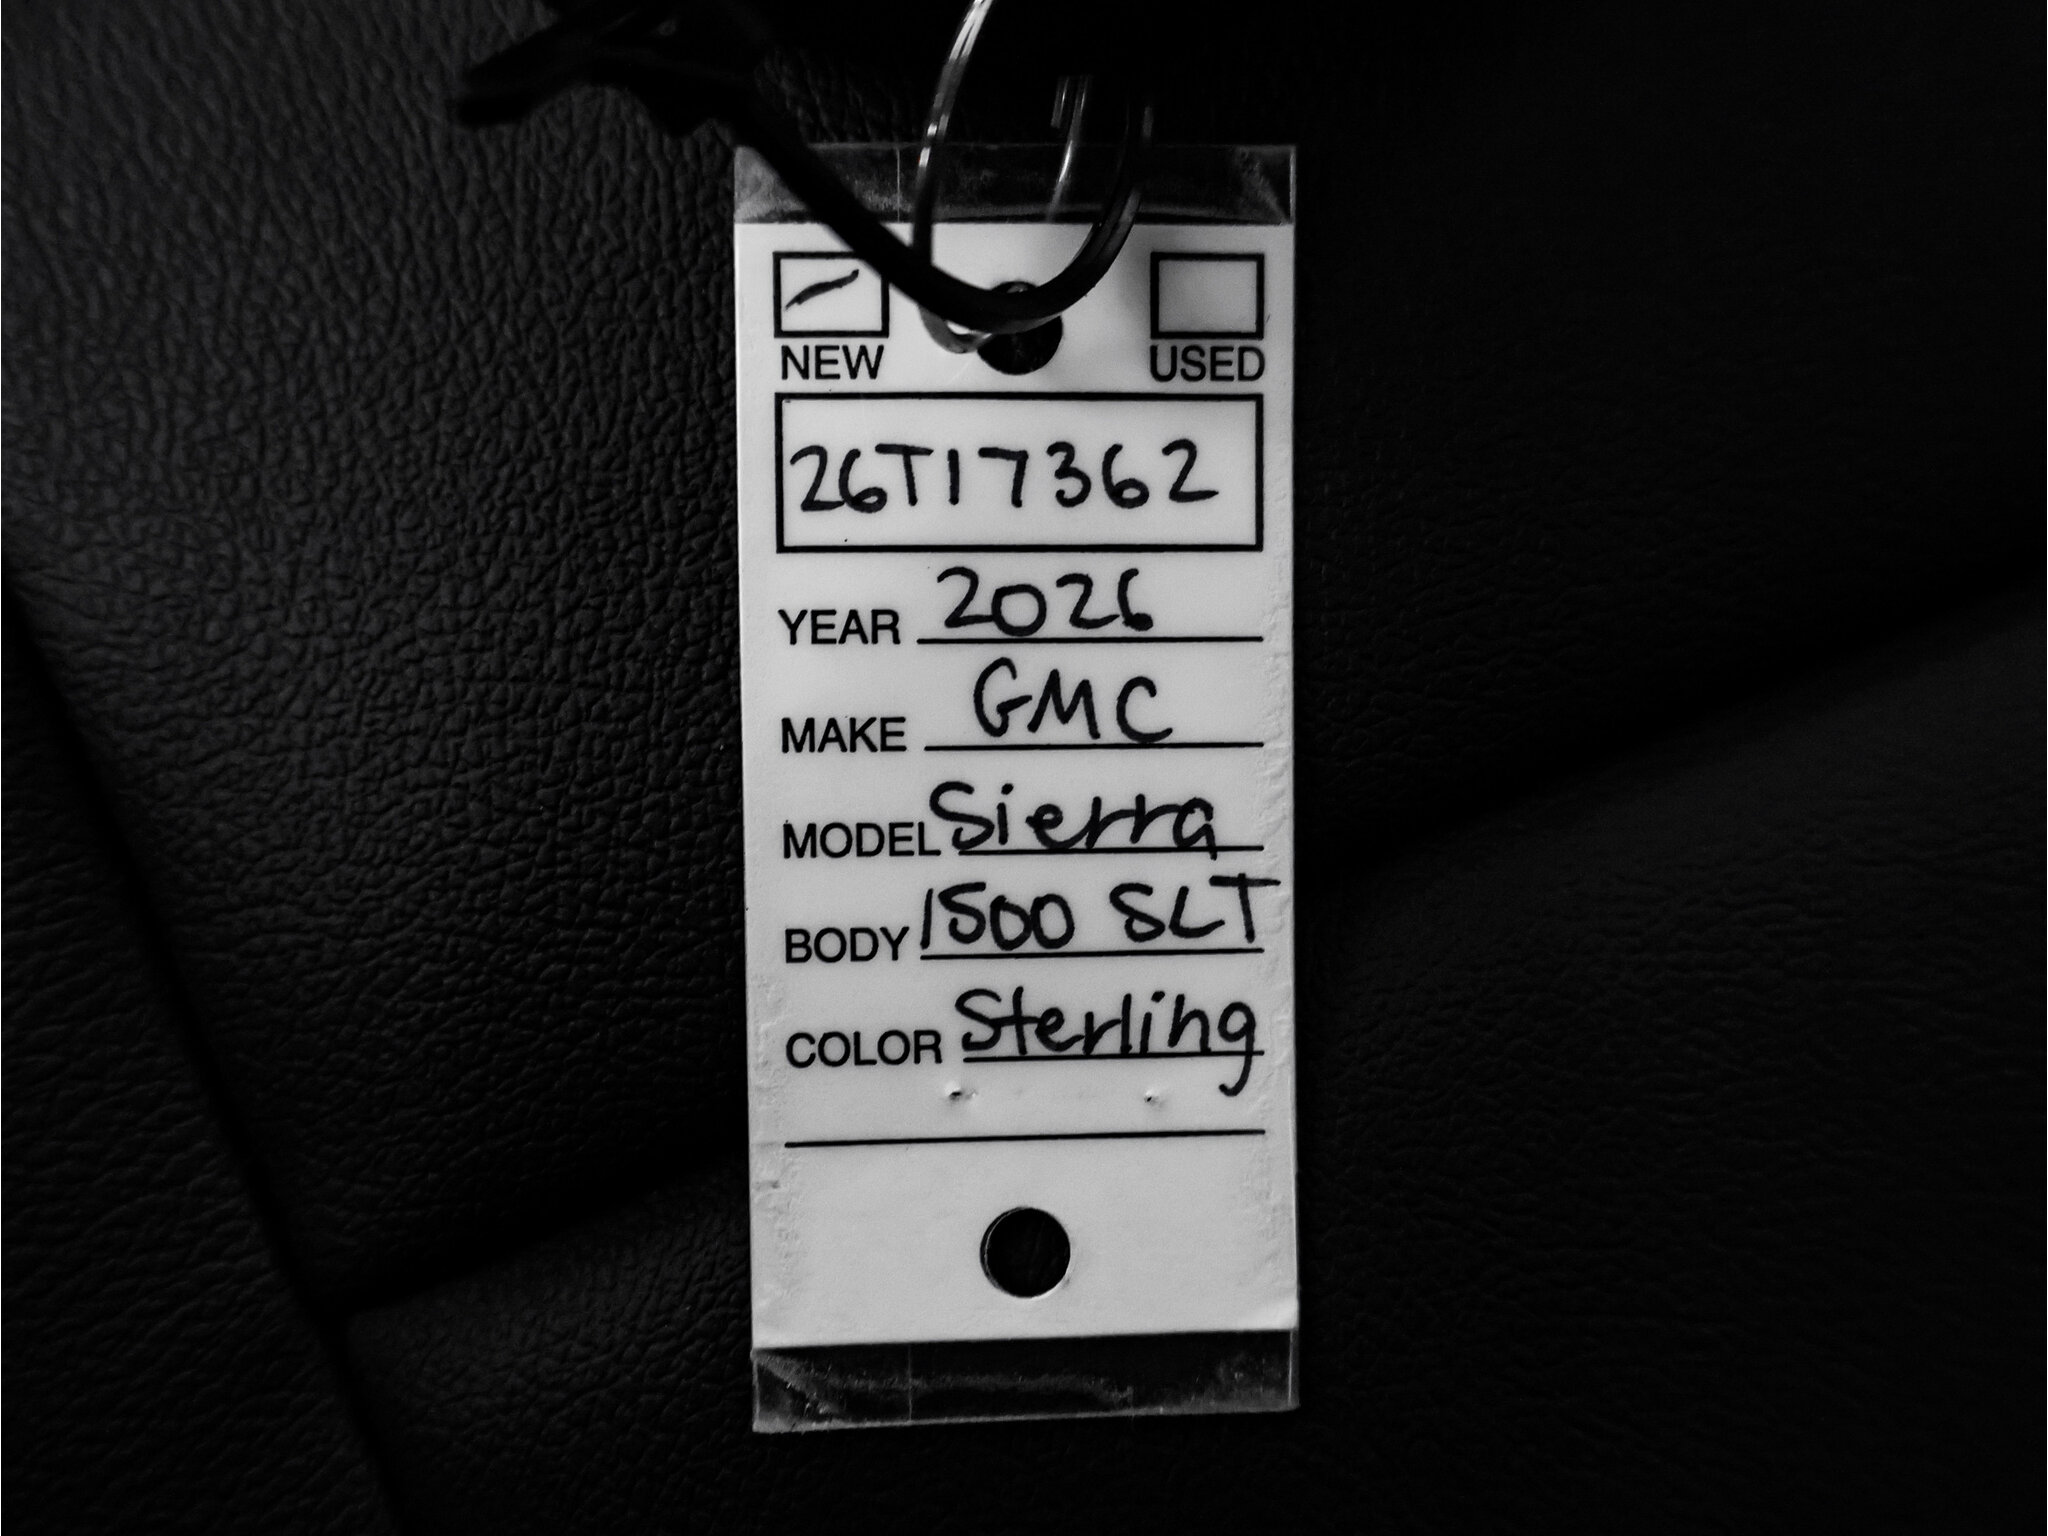 NEW USED
26T17362
YEAR 2026
MAKE GMC
MODEL Sierra
BODY 1500 SLT
COLOR Sterling